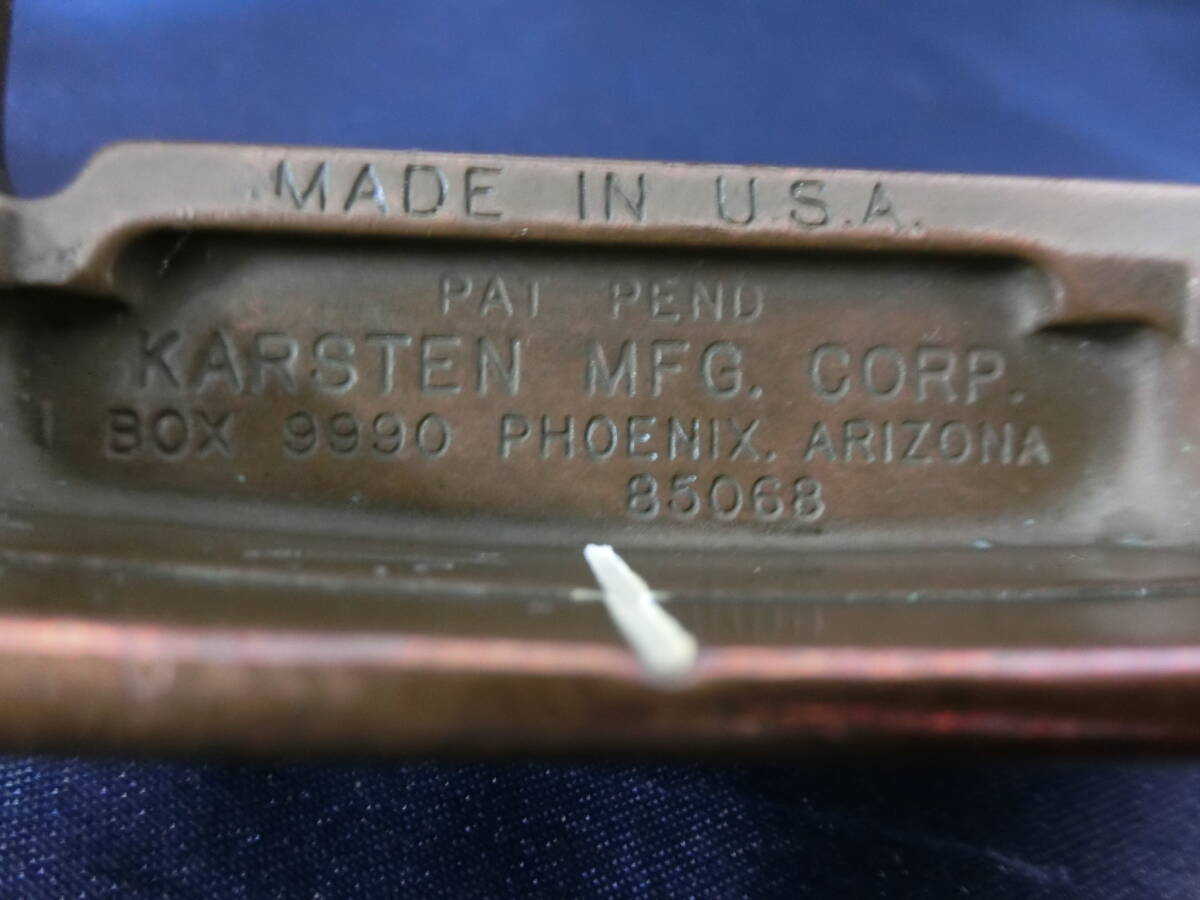 MADE IN U.S.A.
PAT PEND
KARSTEN MFG. CORP.
BOX 9990 PHOENIX, ARIZONA
85068